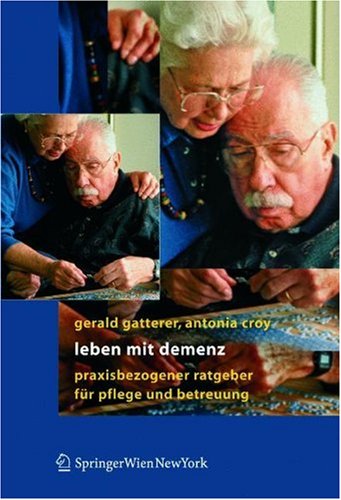 gerald gatterer, antonia croy
leben mit demenz
praxisbezogener ratgeber
für pflege und betreuung
SpringerWienNewYork